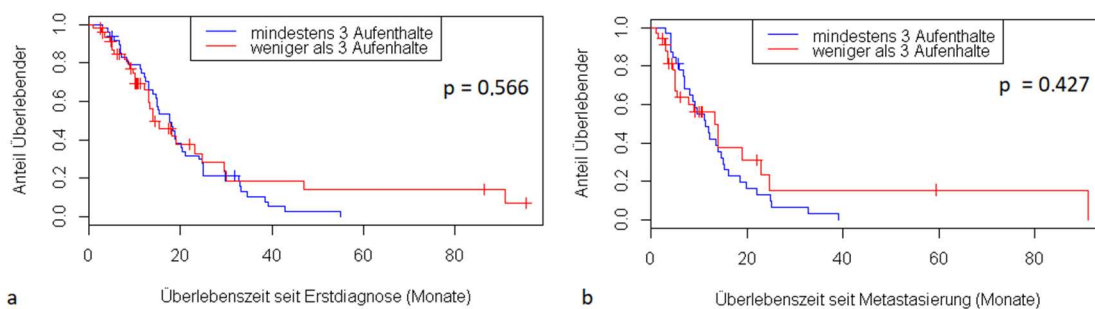 mindestens 3 Aufenthalte
weniger als 3 Aufenhalte
p = 0,566
Anteil Überlebender
0.0 0.2 0.4 0.6 0.8 1.0
0 20 40 60 80
Überlebenszeit seit Erstdiagnose (Monate)
a
mindestens 3 Aufenthalte
weniger als 3 Aufenthalte
p = 0.427
Anteil Überlebender
0.0 0.2 0.4 0.6 0.8 1.0
0 20 40 60 80
Überlebenszeit seit Metastasierung (Monate)
b